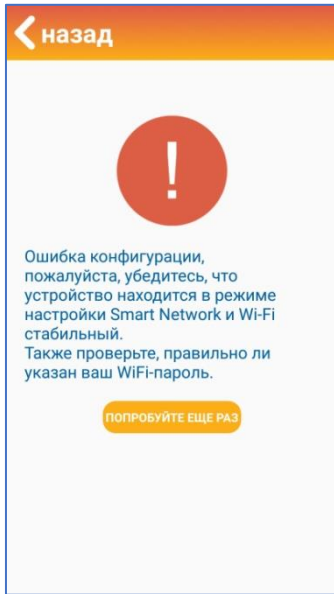 назад
!
Ошибка конфигурации,
пожалуйста, убедитесь, что
устройство находится в режиме
настройки Smart Network и Wi-Fi
стабильный.
Также проверьте, правильно ли
указан ваш WiFi-пароль.
ПОПРОБУЙТЕ ЕЩЕ РАЗ